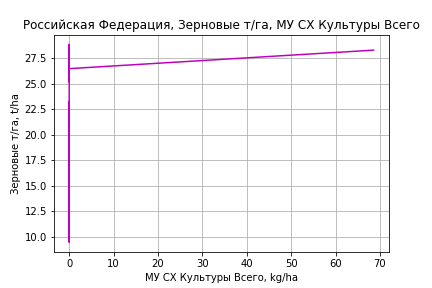 Российская Федерация, Зерновые т/га, МУ СХ Культуры Всего
27.5
25.0
22.5
20.0
17.5
15.0
12.5
10.0
Зерновые т/га, t/ha
0 10 20 30 40 50 60 70
МУ СХ Культуры Всего, kg/ha